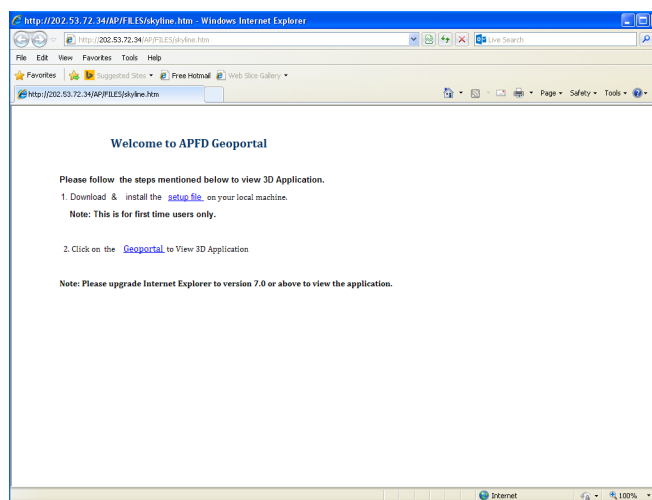 http://202.53.72.34/AP/FILES/skyline.htm - Windows Internet Explorer
http://202.53.72.34/AP/FILES/skyline.htm
Live Search
File Edit View Favorites Tools Help
Favorites Suggested Sites Free Hotmail Web Slice Gallery
http://202.53.72.34/AP/FILES/skyline.htm
Page Safety Tools
Welcome to APFD Geoportal
Please follow the steps mentioned below to view 3D Application.
1. Download & install the setup file on your local machine.
Note: This is for first time users only.
2. Click on the Geoportal to View 3D Application
Note: Please upgrade Internet Explorer to version 7.0 or above to view the application.
Internet 100%